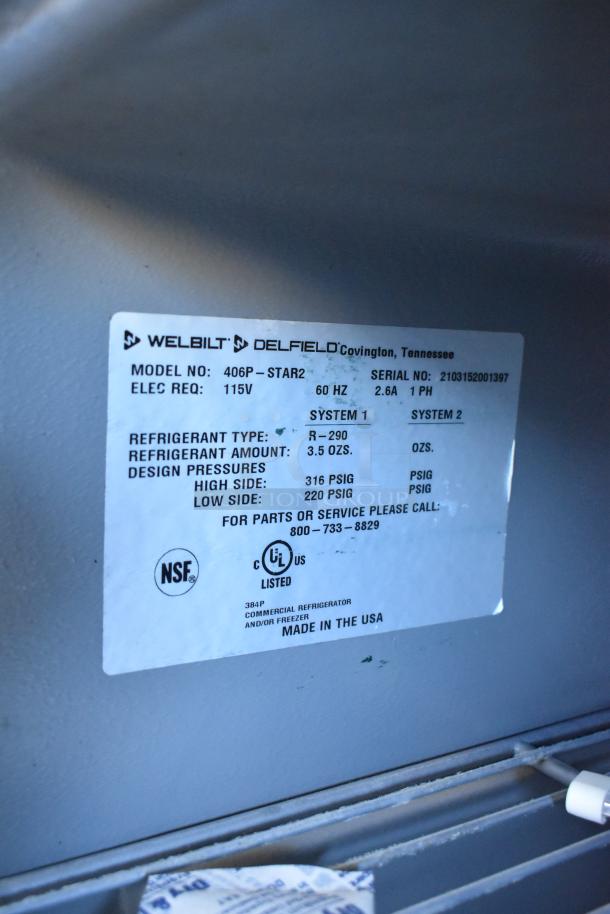 WELBILT DELFIELD Covington, Tennessee
MODEL NO: 406P-STAR2 SERIAL NO: 2103152001397
ELEC REQ: 115V 60 HZ 2.6A 1 PH
SYSTEM 1 SYSTEM 2
REFRIGERANT TYPE: R-290
REFRIGERANT AMOUNT: 3.5 OZS. OZS.
DESIGN PRESSURES
HIGH SIDE: 316 PSIG PSIG
LOW SIDE: 220 PSIG PSIG
FOR PARTS OR SERVICE PLEASE CALL:
800-733-8829
NSF®
C UL US
LISTED
384P
COMMERCIAL REFRIGERATOR
AND/OR FREEZER
MADE IN THE USA
Dry &